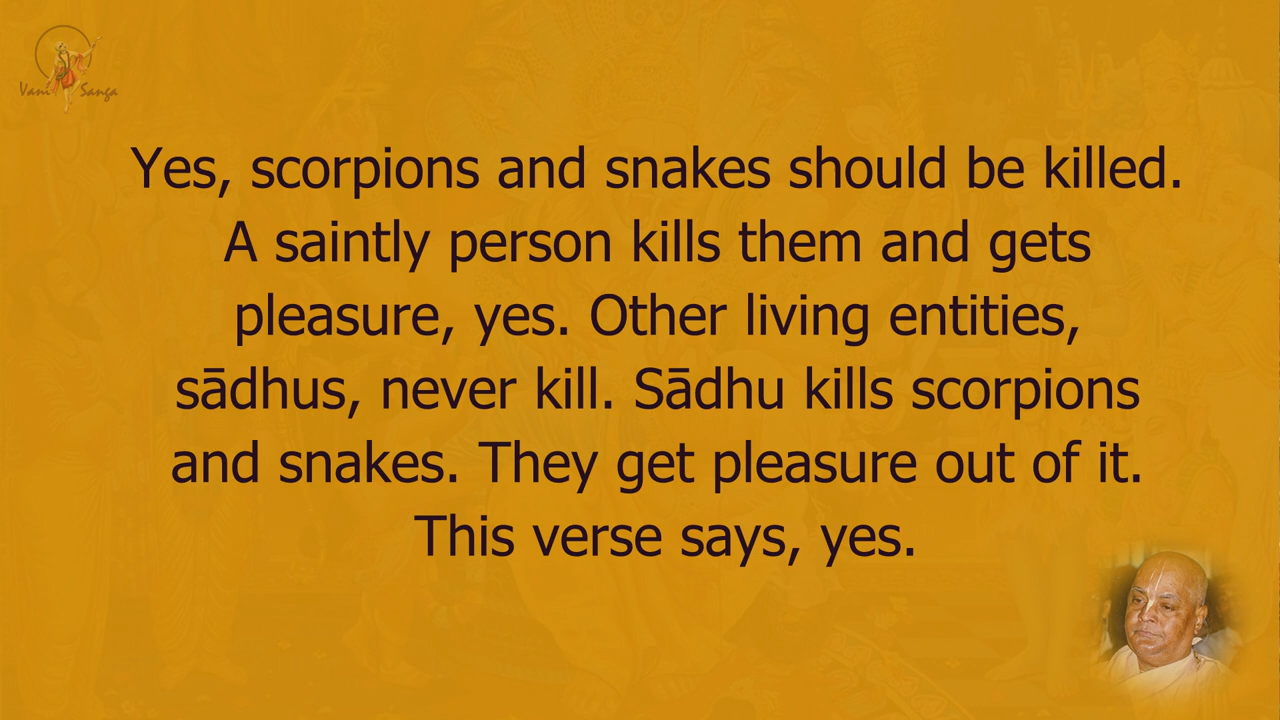 Vani Sanga
Yes, scorpions and snakes should be killed.
A saintly person kills them and gets
pleasure, yes. Other living entities,
sādhus, never kill. Sādhu kills scorpions
and snakes. They get pleasure out of it.
This verse says, yes.